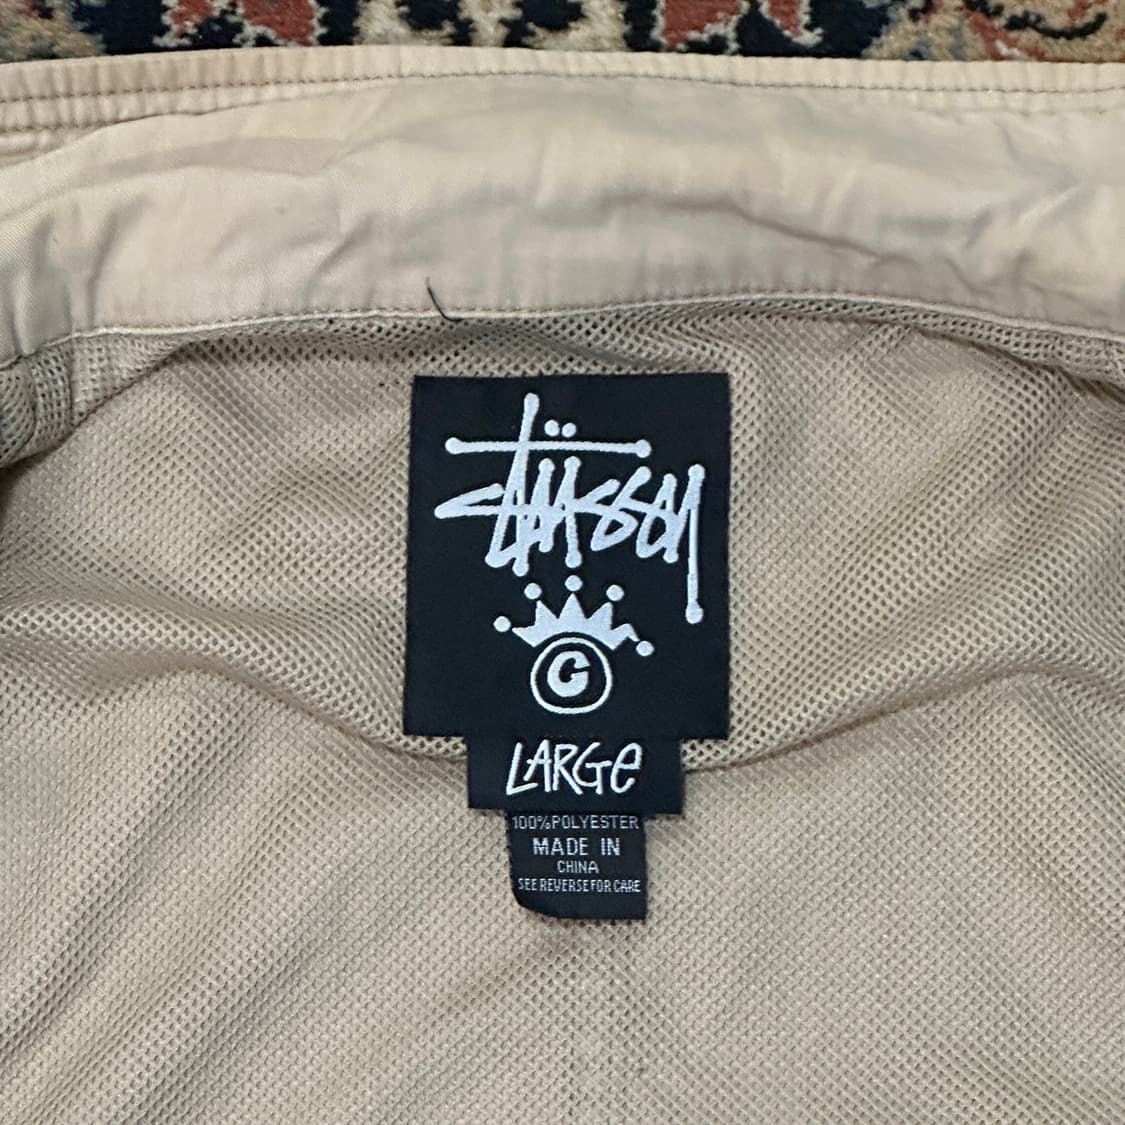 Stüssy
©
LARGe
100%POLYESTER
MADE IN
CHINA
SEE REVERSE FOR CARE